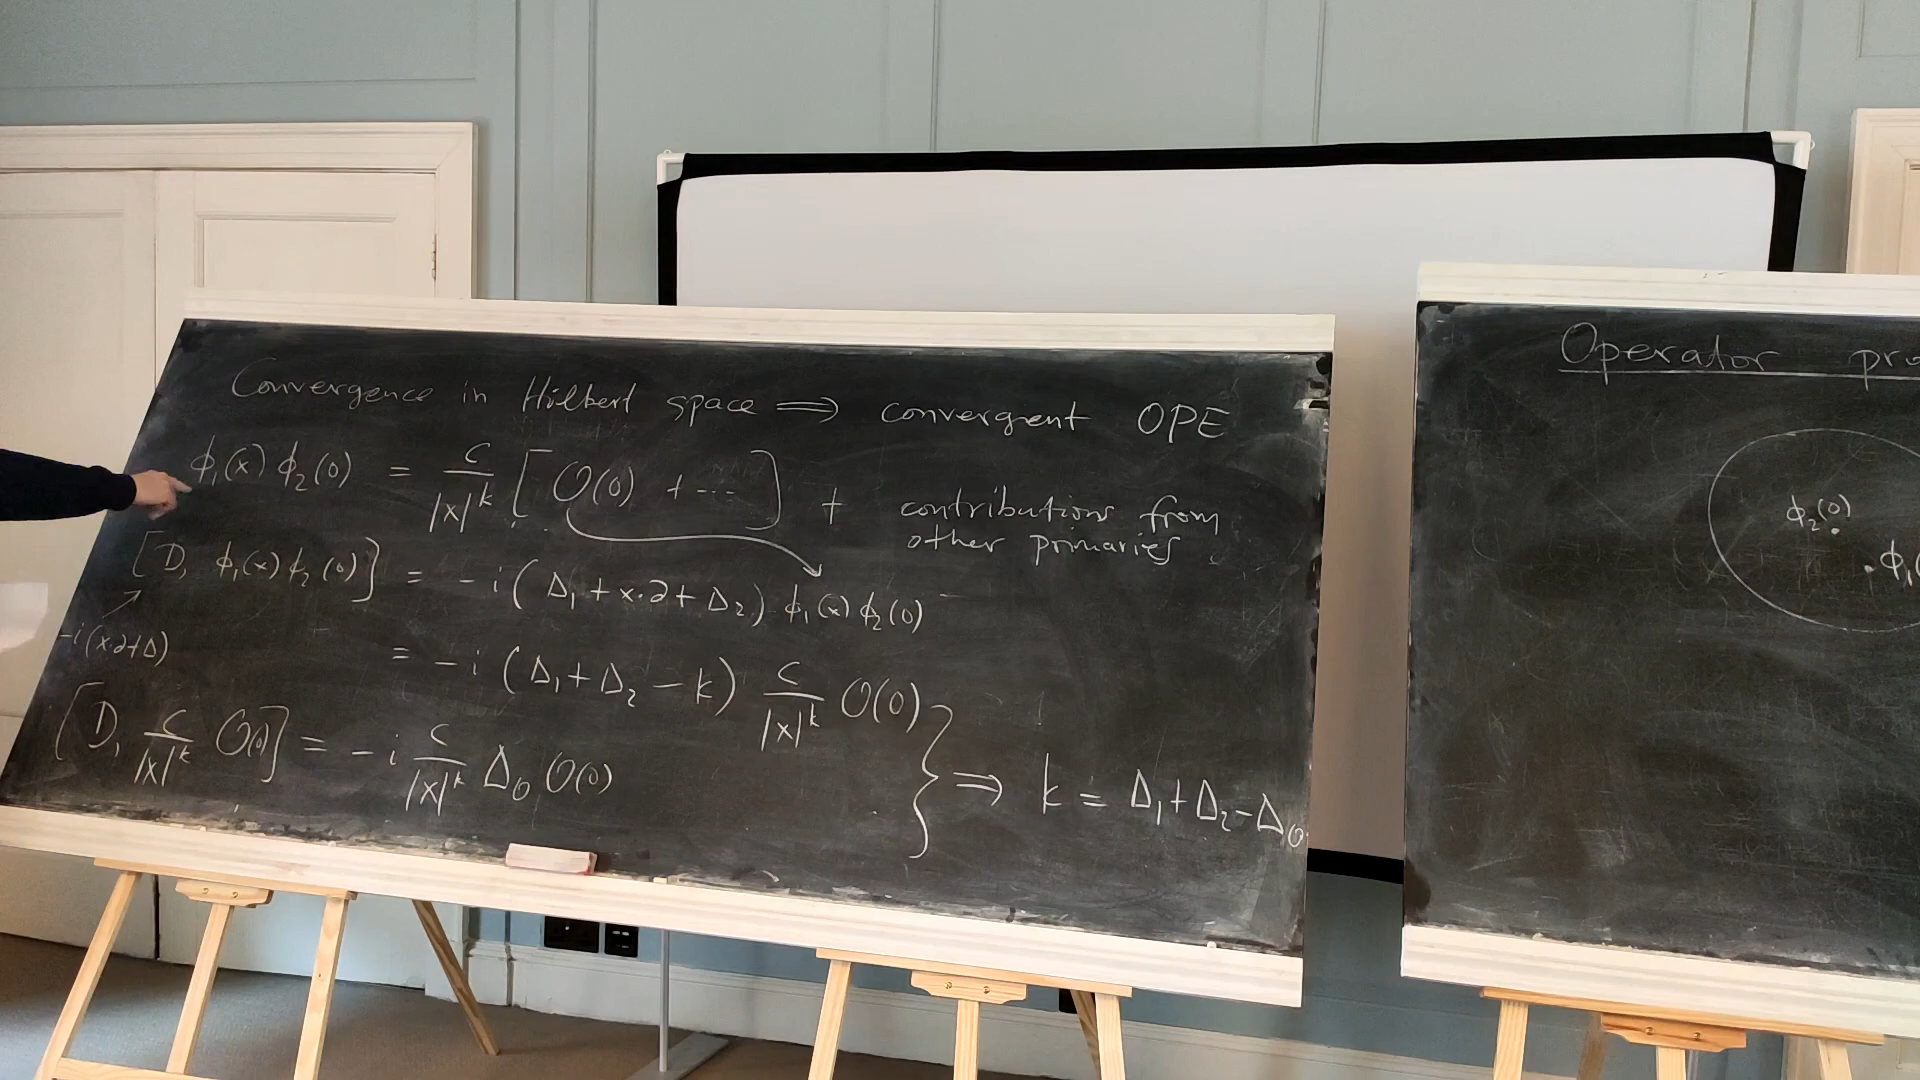 Convergence in Hilbert space ⟹ convergent OPE
ϕ₁(x) ϕ₂(0) = c/|x|^k [O(0) + ...] + contributions from other primaries
[D, ϕ₁(x) ϕ₂(0)] = -i (Δ₁ + x·∂ + Δ₂) ϕ₁(x) ϕ₂(0)
-i(x·∂+Δ)
= -i (Δ₁ + Δ₂ - k) c/|x|^k O(0)
[D, c/|x|^k O(0)] = -i c/|x|^k Δ_O O(0)
} ⟹ k = Δ₁ + Δ₂ - Δ_O
Operator pro
ϕ₂(0)
ϕ₁(